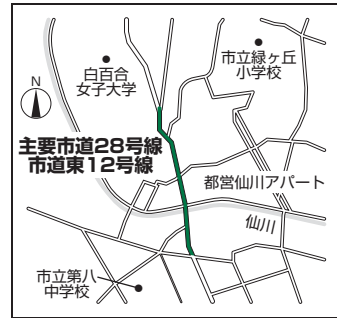 白百合
女子大学
市立緑ヶ丘
小学校
N
主要市道28号線
市道東12号線
都営仙川アパート
仙川
市立第八
中学校